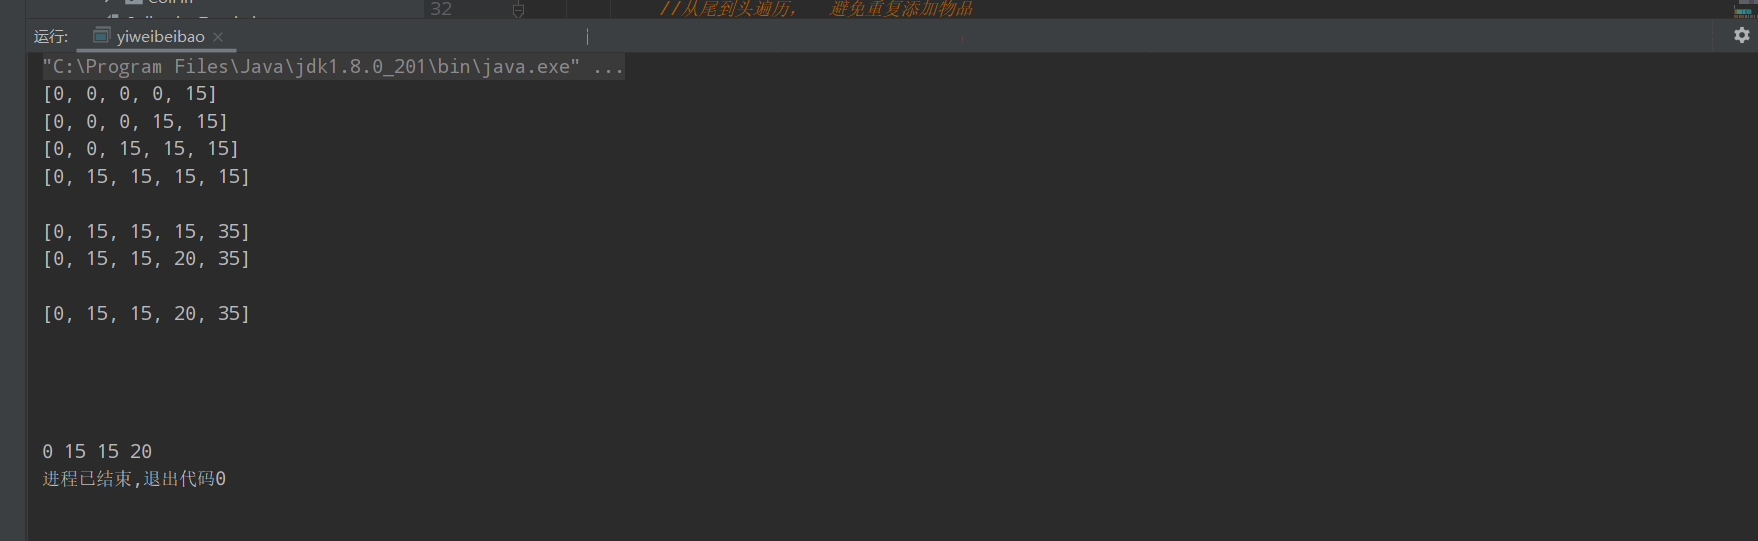 32 //从尾到头遍历， 避免重复添加物品
运行: yiweibeibao
"C:\Program Files\Java\jdk1.8.0_201\bin\java.exe" ...
[0, 0, 0, 0, 15]
[0, 0, 0, 15, 15]
[0, 0, 15, 15, 15]
[0, 15, 15, 15, 15]
[0, 15, 15, 15, 35]
[0, 15, 15, 20, 35]
[0, 15, 15, 20, 35]
0 15 15 20
进程已结束,退出代码0